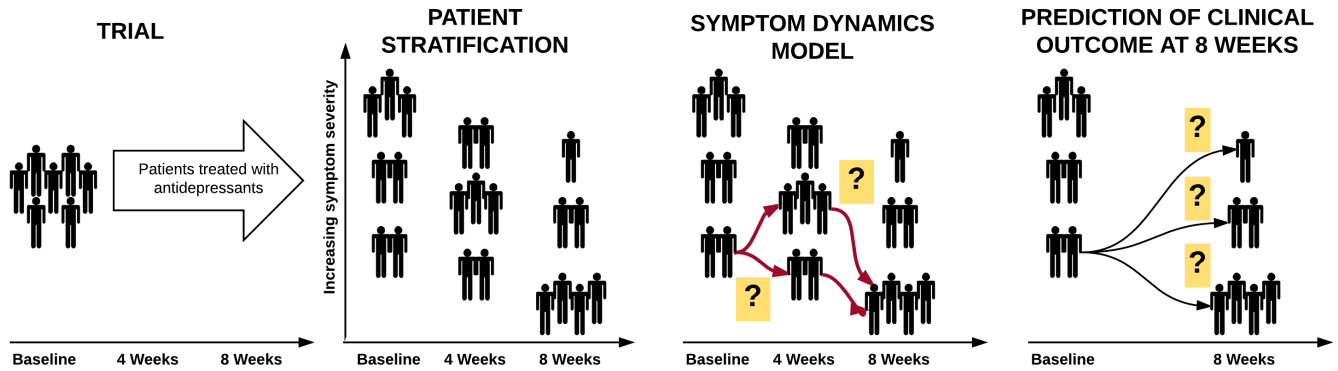 TRIAL
Patients treated with
antidepressants
Baseline 4 Weeks 8 Weeks
PATIENT
STRATIFICATION
Increasing symptom severity
Baseline 4 Weeks 8 Weeks
SYMPTOM DYNAMICS
MODEL
?
?
Baseline 4 Weeks 8 Weeks
PREDICTION OF CLINICAL
OUTCOME AT 8 WEEKS
?
?
?
Baseline 8 Weeks